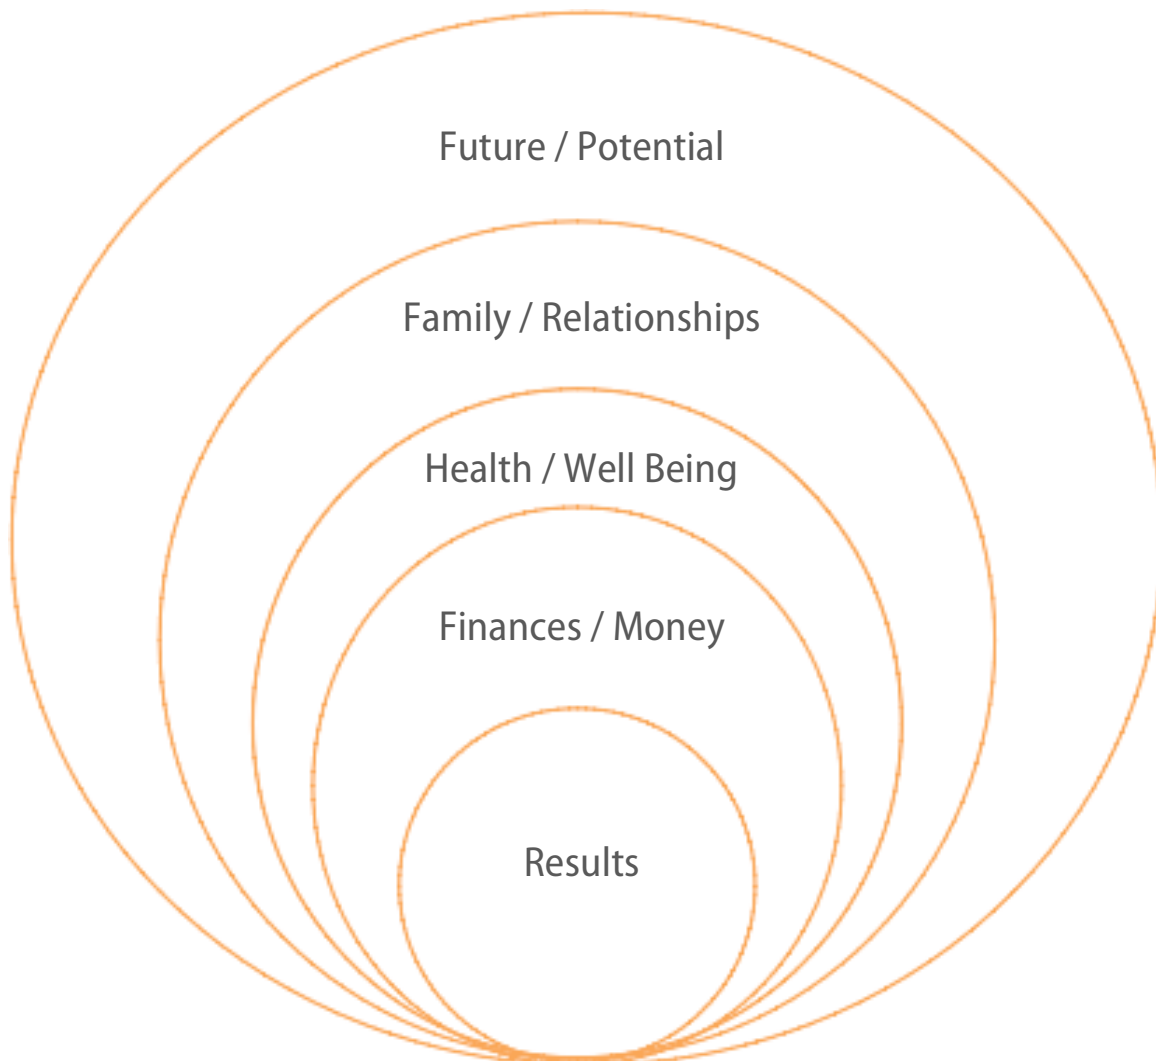 Future / Potential
Family / Relationships
Health / Well Being
Finances / Money
Results